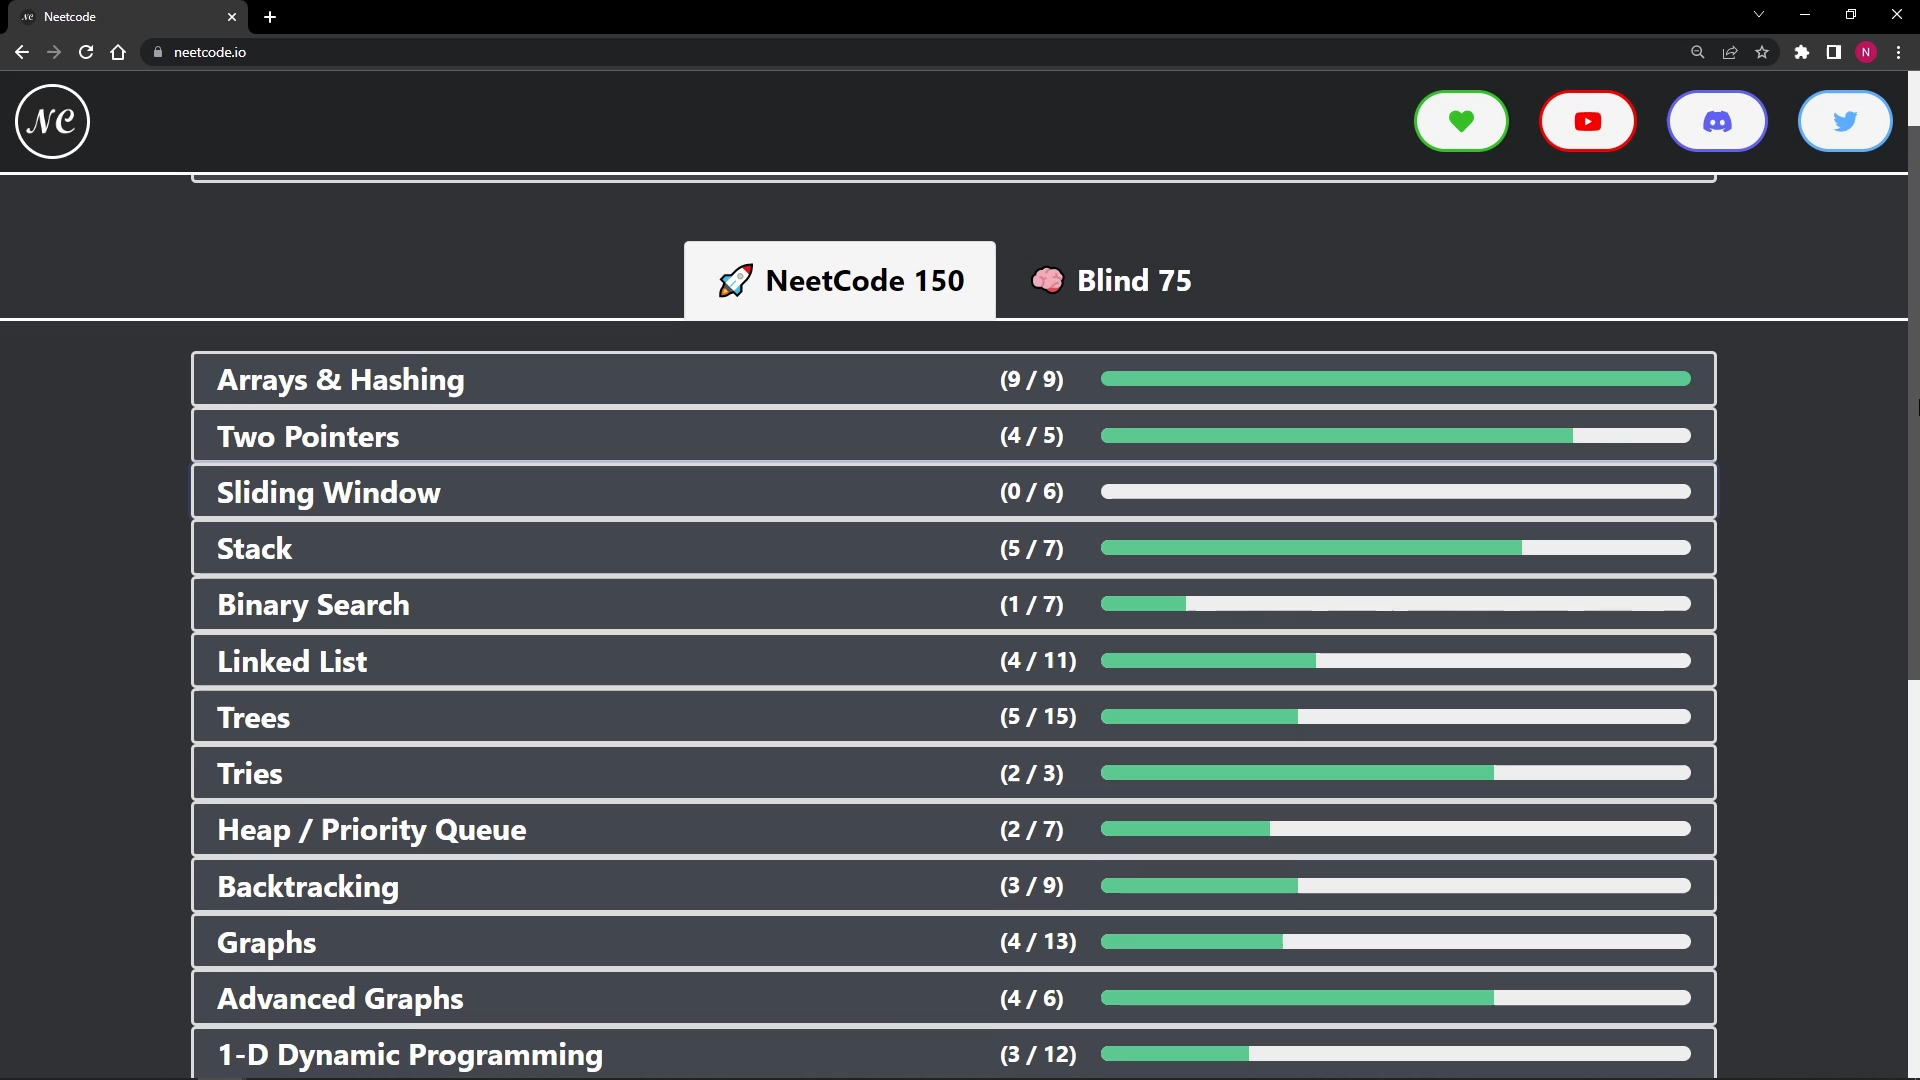 NC Neetcode
neetcode.io
N
NC
NeetCode 150
Blind 75
Arrays & Hashing (9 / 9)
Two Pointers (4 / 5)
Sliding Window (0 / 6)
Stack (5 / 7)
Binary Search (1 / 7)
Linked List (4 / 11)
Trees (5 / 15)
Tries (2 / 3)
Heap / Priority Queue (2 / 7)
Backtracking (3 / 9)
Graphs (4 / 13)
Advanced Graphs (4 / 6)
1-D Dynamic Programming (3 / 12)